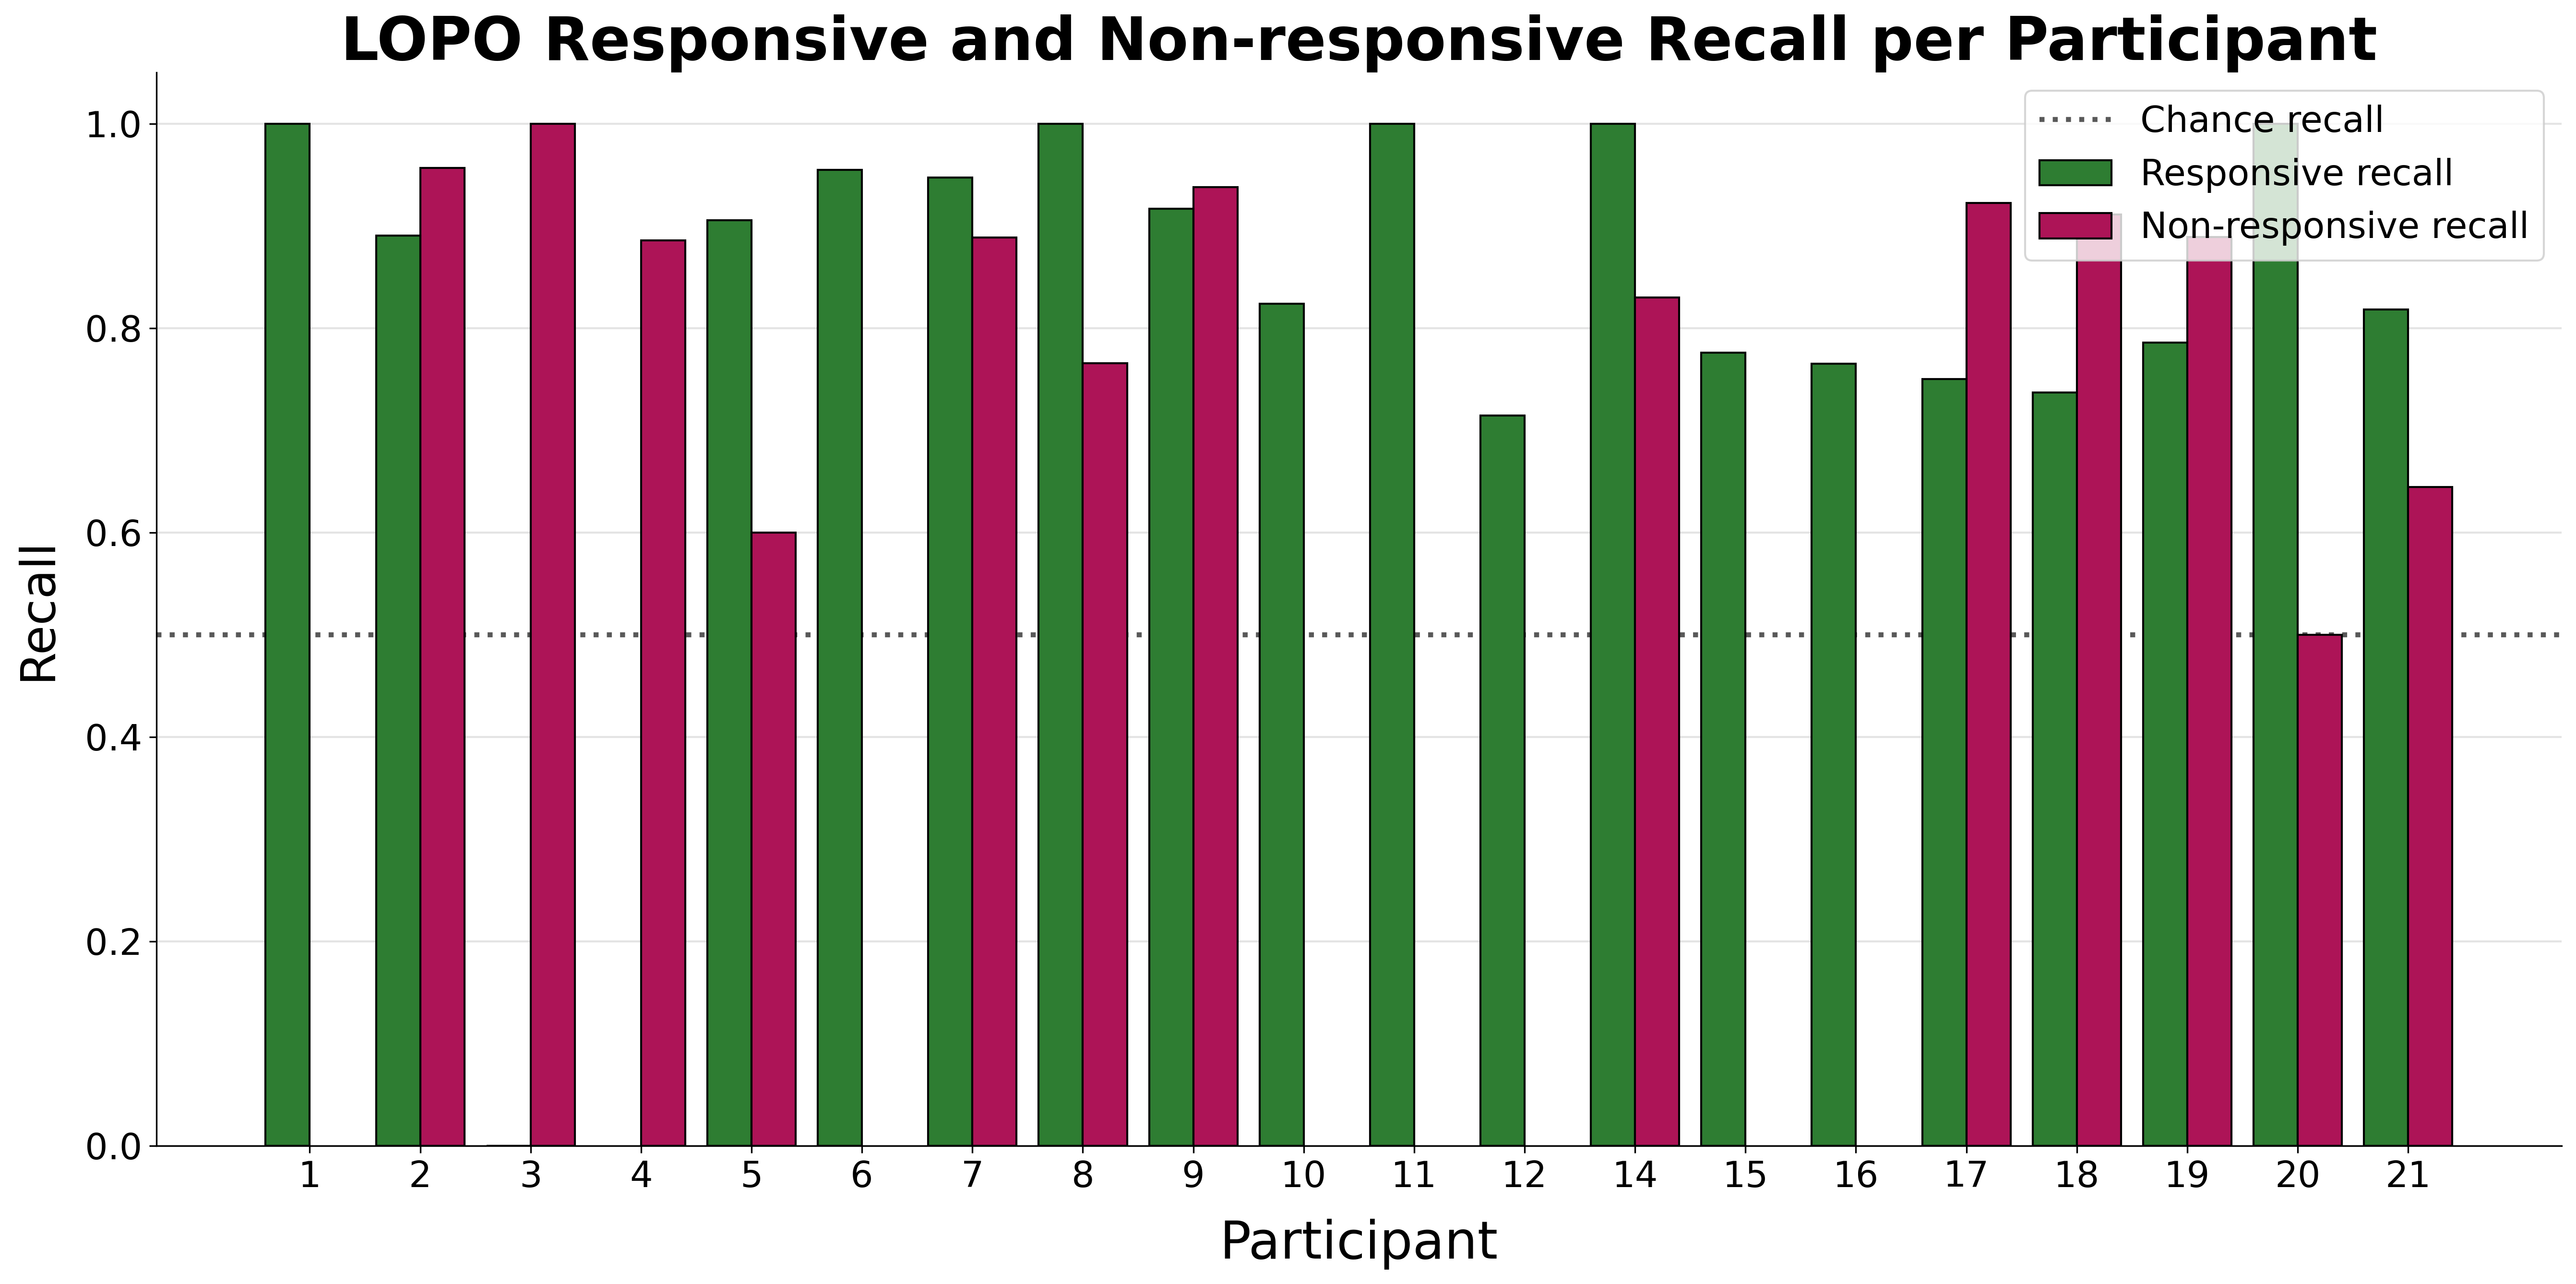 LOPO Responsive and Non-responsive Recall per Participant
Chance recall
Responsive recall
Non-responsive recall
1.0
0.8
0.6
0.4
0.2
0.0
Recall
1 2 3 4 5 6 7 8 9 10 11 12 14 15 16 17 18 19 20 21
Participant